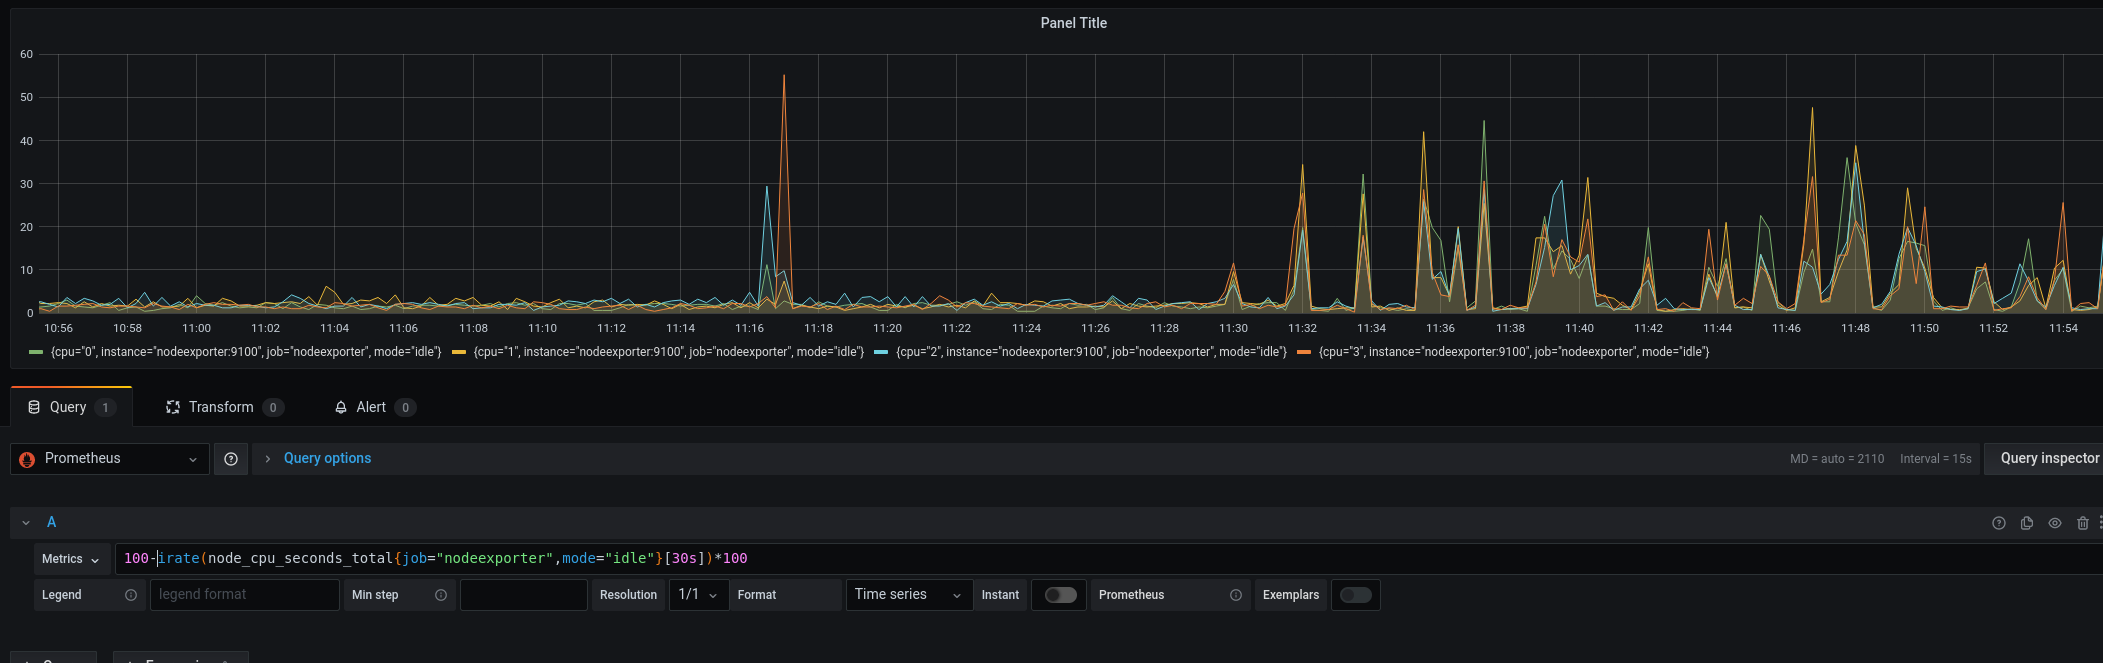 Panel Title
60
50
40
30
20
10
0
10:56 10:58 11:00 11:02 11:04 11:06 11:08 11:10 11:12 11:14 11:16 11:18 11:20 11:22 11:24 11:26 11:28 11:30 11:32 11:34 11:36 11:38 11:40 11:42 11:44 11:46 11:48 11:50 11:52 11:54
{cpu="0", instance="nodeexporter:9100", job="nodeexporter", mode="idle"} {cpu="1", instance="nodeexporter:9100", job="nodeexporter", mode="idle"} {cpu="2", instance="nodeexporter:9100", job="nodeexporter", mode="idle"} {cpu="3", instance="nodeexporter:9100", job="nodeexporter", mode="idle"}
Query 1 Transform 0 Alert 0
Prometheus Query options MD = auto = 2110 Interval = 15s Query inspector
A
Metrics 100-irate(node_cpu_seconds_total{job="nodeexporter",mode="idle"}[30s])*100
Legend legend format Min step Resolution 1/1 Format Time series Instant Prometheus Exemplars